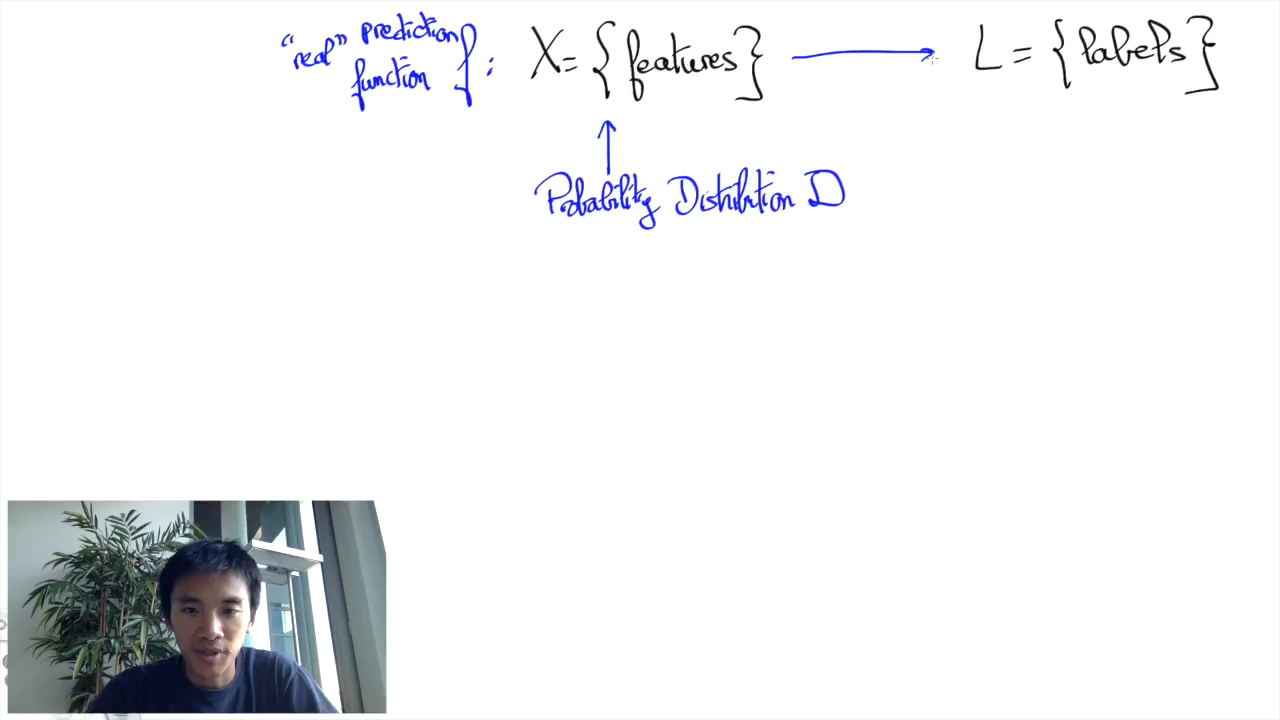 "real" prediction function f : X = {features} ⟶ L = {labels}
↑
Probability Distribution D